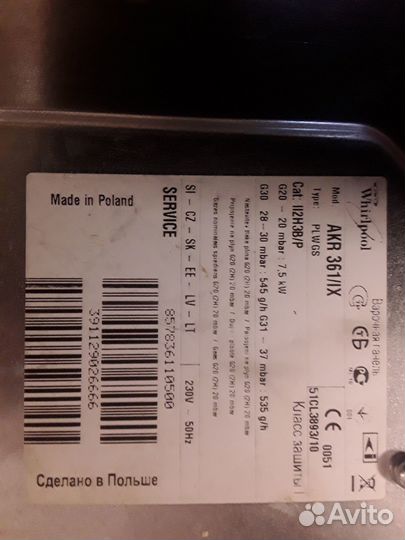 Whirlpool
Варочная панель
Mod. AKR 361/IX
Type: PLWGS
51CL3893/10
0051
Класс защиты I
Cat: II2H3B/P
G20 - 20 mbar : 7,5 kW
G30 28-30 mbar : 545 g/h G31 - 37 mbar : 535 g/h
SI - CZ - SK - EE - LV - LT
230V ~ 50Hz
SERVICE
857836110500
Made in Poland
391129026666
Сделано в Польше
Avito